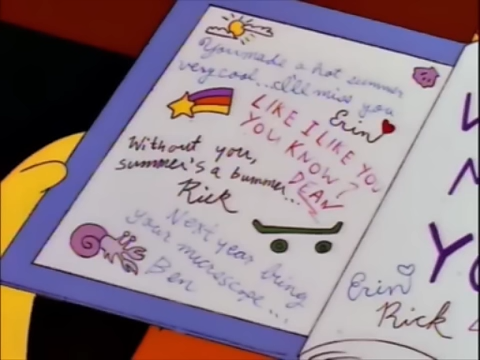 You made a hot summer
very cool...I'll miss you
Erin
LIKE I LIKE YOU
YOU KNOW?
DEAN
Without you,
summer's a bummer...
Rick
Next year bring
your microscope...!
Ben
Erin
Rick